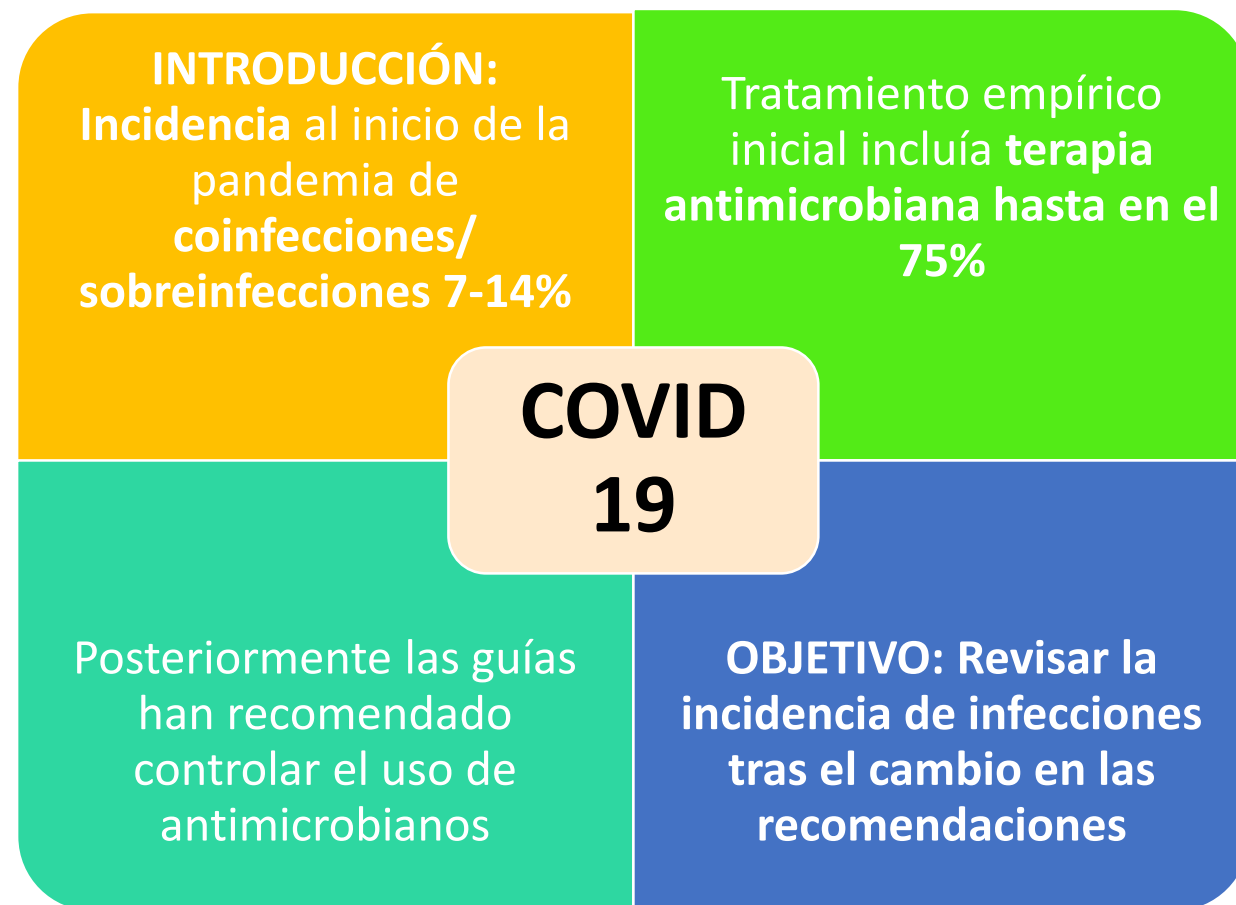 INTRODUCCIÓN:
Incidencia al inicio de la
pandemia de
coinfecciones/
sobreinfecciones 7-14%
Tratamiento empírico
inicial incluía terapia
antimicrobiana hasta en el
75%
COVID
19
Posteriormente las guías
han recomendado
controlar el uso de
antimicrobianos
OBJETIVO: Revisar la
incidencia de infecciones
tras el cambio en las
recomendaciones